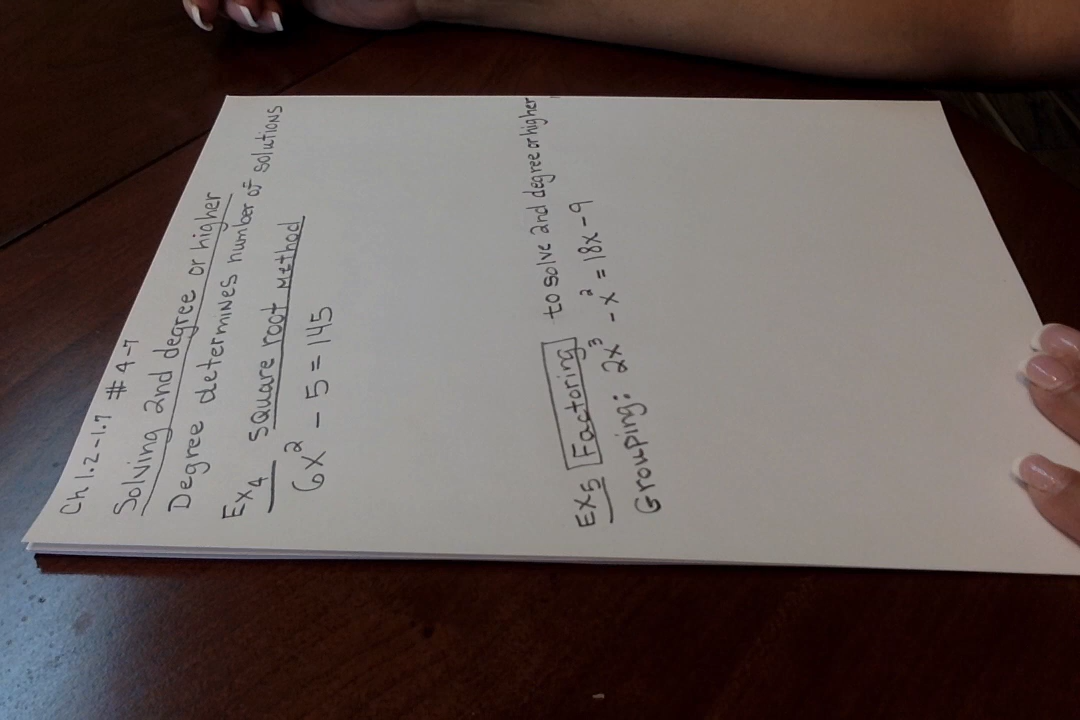 Ch 1.2-1.7 # 4-7
Solving 2nd degree or higher
Degree determines number of solutions
Ex4 square root Method
6x² - 5 = 145
Ex5 Factoring to solve 2nd degree or higher
Grouping: 2x³ - x² = 18x - 9